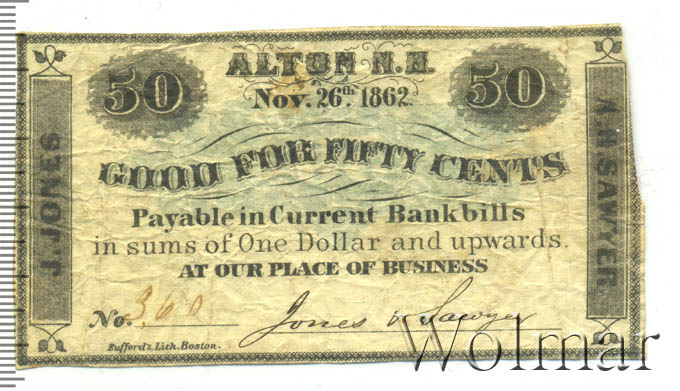 ALTON N.H.
50 50
Nov. 26th 1862.
GOOD FOR FIFTY CENTS
Payable in Current Bankbills
in sums of One Dollar and upwards.
AT OUR PLACE OF BUSINESS
No. 360 Jones & Sawyer
Bufford's Lith. Boston.
J. JONES
A.H. SAWYER
Wolmar